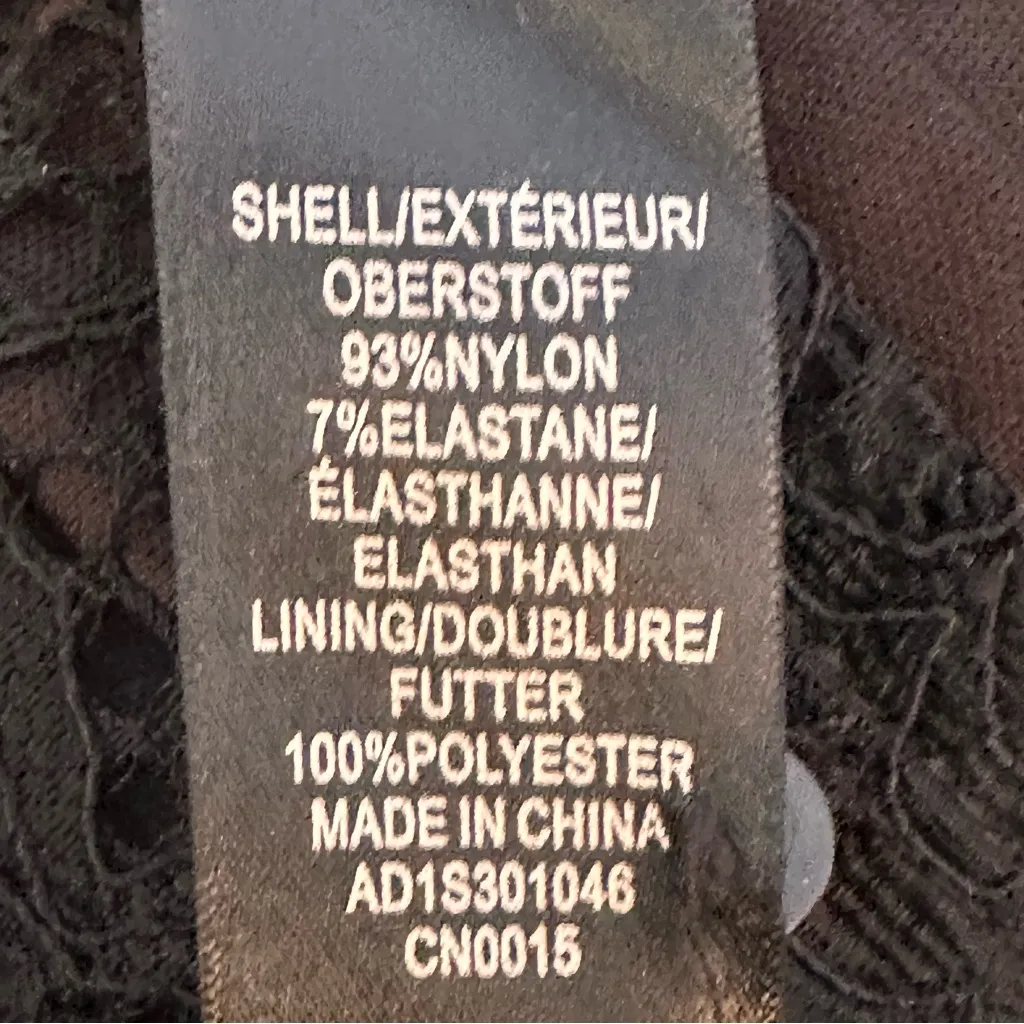 SHELL/EXTÉRIEUR/
OBERSTOFF
93%NYLON
7%ELASTANE/
ÉLASTHANNE/
ELASTHAN
LINING/DOUBLURE/
FUTTER
100%POLYESTER
MADE IN CHINA
AD1S301046
CN0015